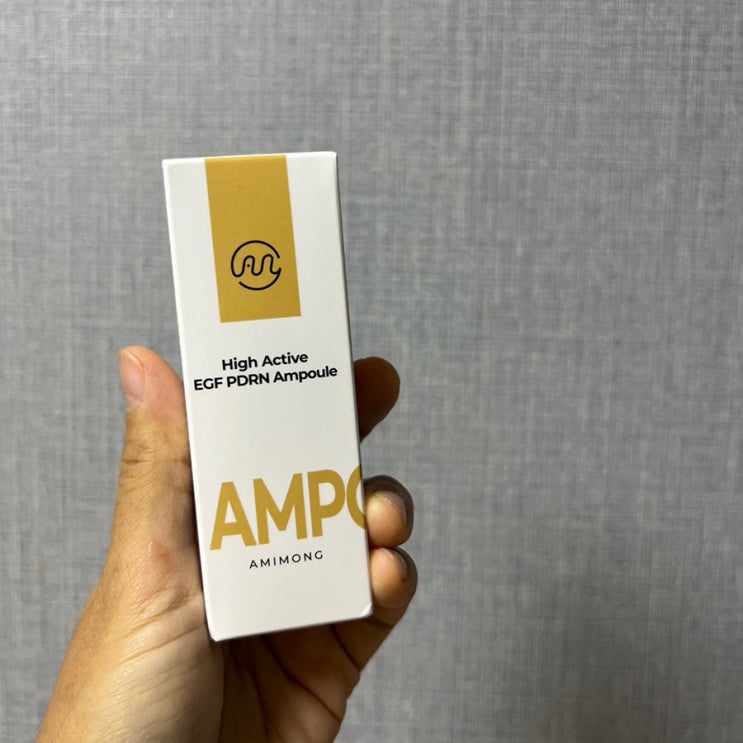 High Active
EGF PDRN Ampoule
AMPO
AMIMONG